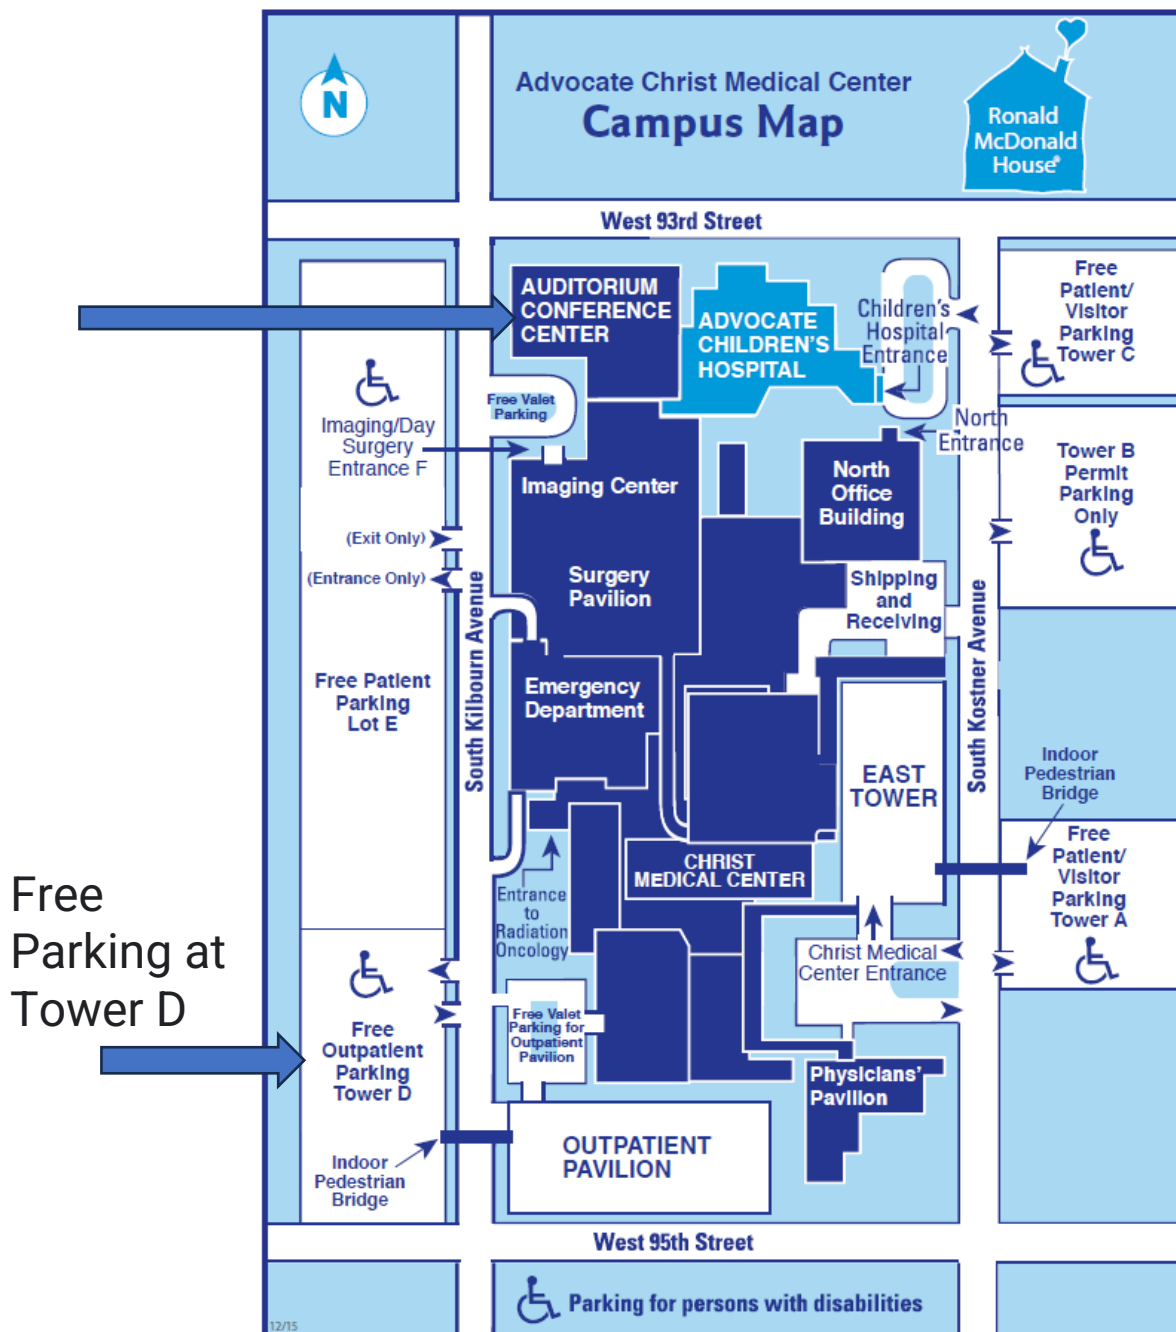 N
Advocate Christ Medical Center
Campus Map
Ronald
McDonald
House®
West 93rd Street
AUDITORIUM
CONFERENCE
CENTER
ADVOCATE
CHILDREN'S
HOSPITAL
Children's
Hospital
Entrance
Free
Patient/
Visitor
Parking
Tower C
Free Valet
Parking
Imaging/Day
Surgery
Entrance F
North
Entrance
Imaging Center
North
Office
Building
Tower B
Permit
Parking
Only
(Exit Only)
(Entrance Only)
Surgery
Pavilion
Shipping
and
Receiving
South Kilbourn Avenue
South Kostner Avenue
Free Patient
Parking
Lot E
Emergency
Department
EAST
TOWER
Indoor
Pedestrian
Bridge
CHRIST
MEDICAL CENTER
Free
Patient/
Visitor
Parking
Tower A
Entrance
to
Radiation
Oncology
Christ Medical
Center Entrance
Free
Parking at
Tower D
Free
Outpatient
Parking
Tower D
Free Valet
Parking for
Outpatient
Pavilion
Physicians'
Pavilion
OUTPATIENT
PAVILION
Indoor
Pedestrian
Bridge
West 95th Street
Parking for persons with disabilities
12/15